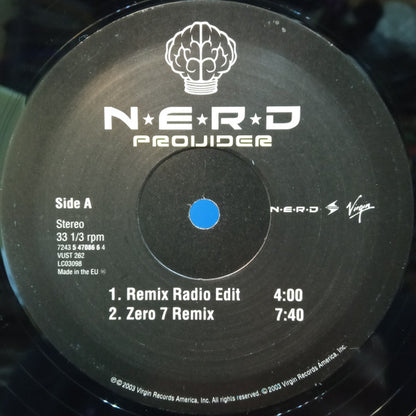 N★E★R★D
PROVIDER
Side A
Stereo
33 1/3 rpm
7243 5 47086 6 4
VUST 262
LC03098
Made in the EU
N★E★R★D Virgin
1. Remix Radio Edit 4:00
2. Zero 7 Remix 7:40
℗© 2003 Virgin Records America, Inc. All rights reserved. © 2003 Virgin Records America, Inc.